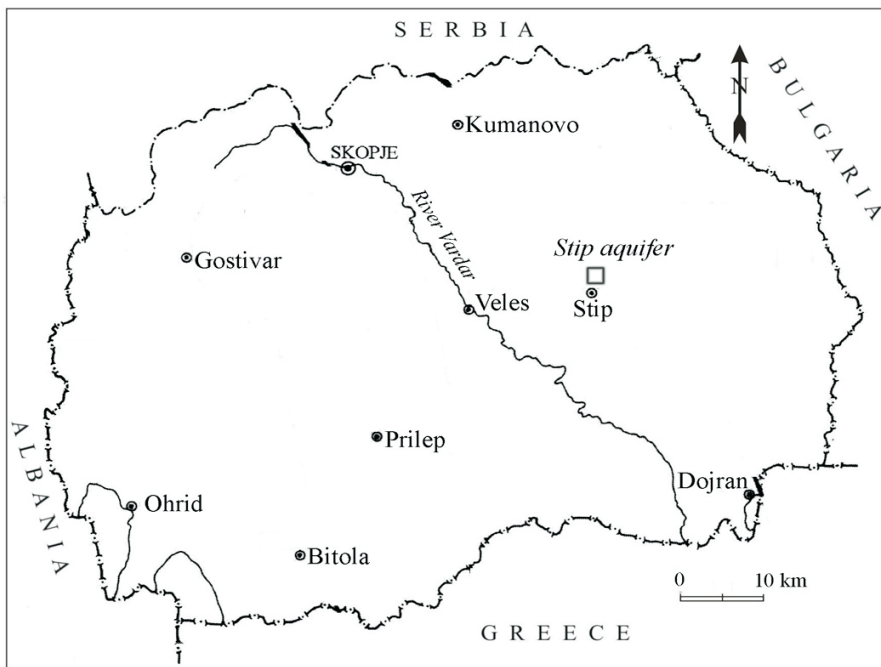 SERBIA
BULGARIA
N
Kumanovo
SKOPJE
River Vardar
Stip aquifer
Gostivar
Veles
Stip
ALBANIA
Prilep
Dojran
Ohrid
Bitola
0 10 km
GREECE